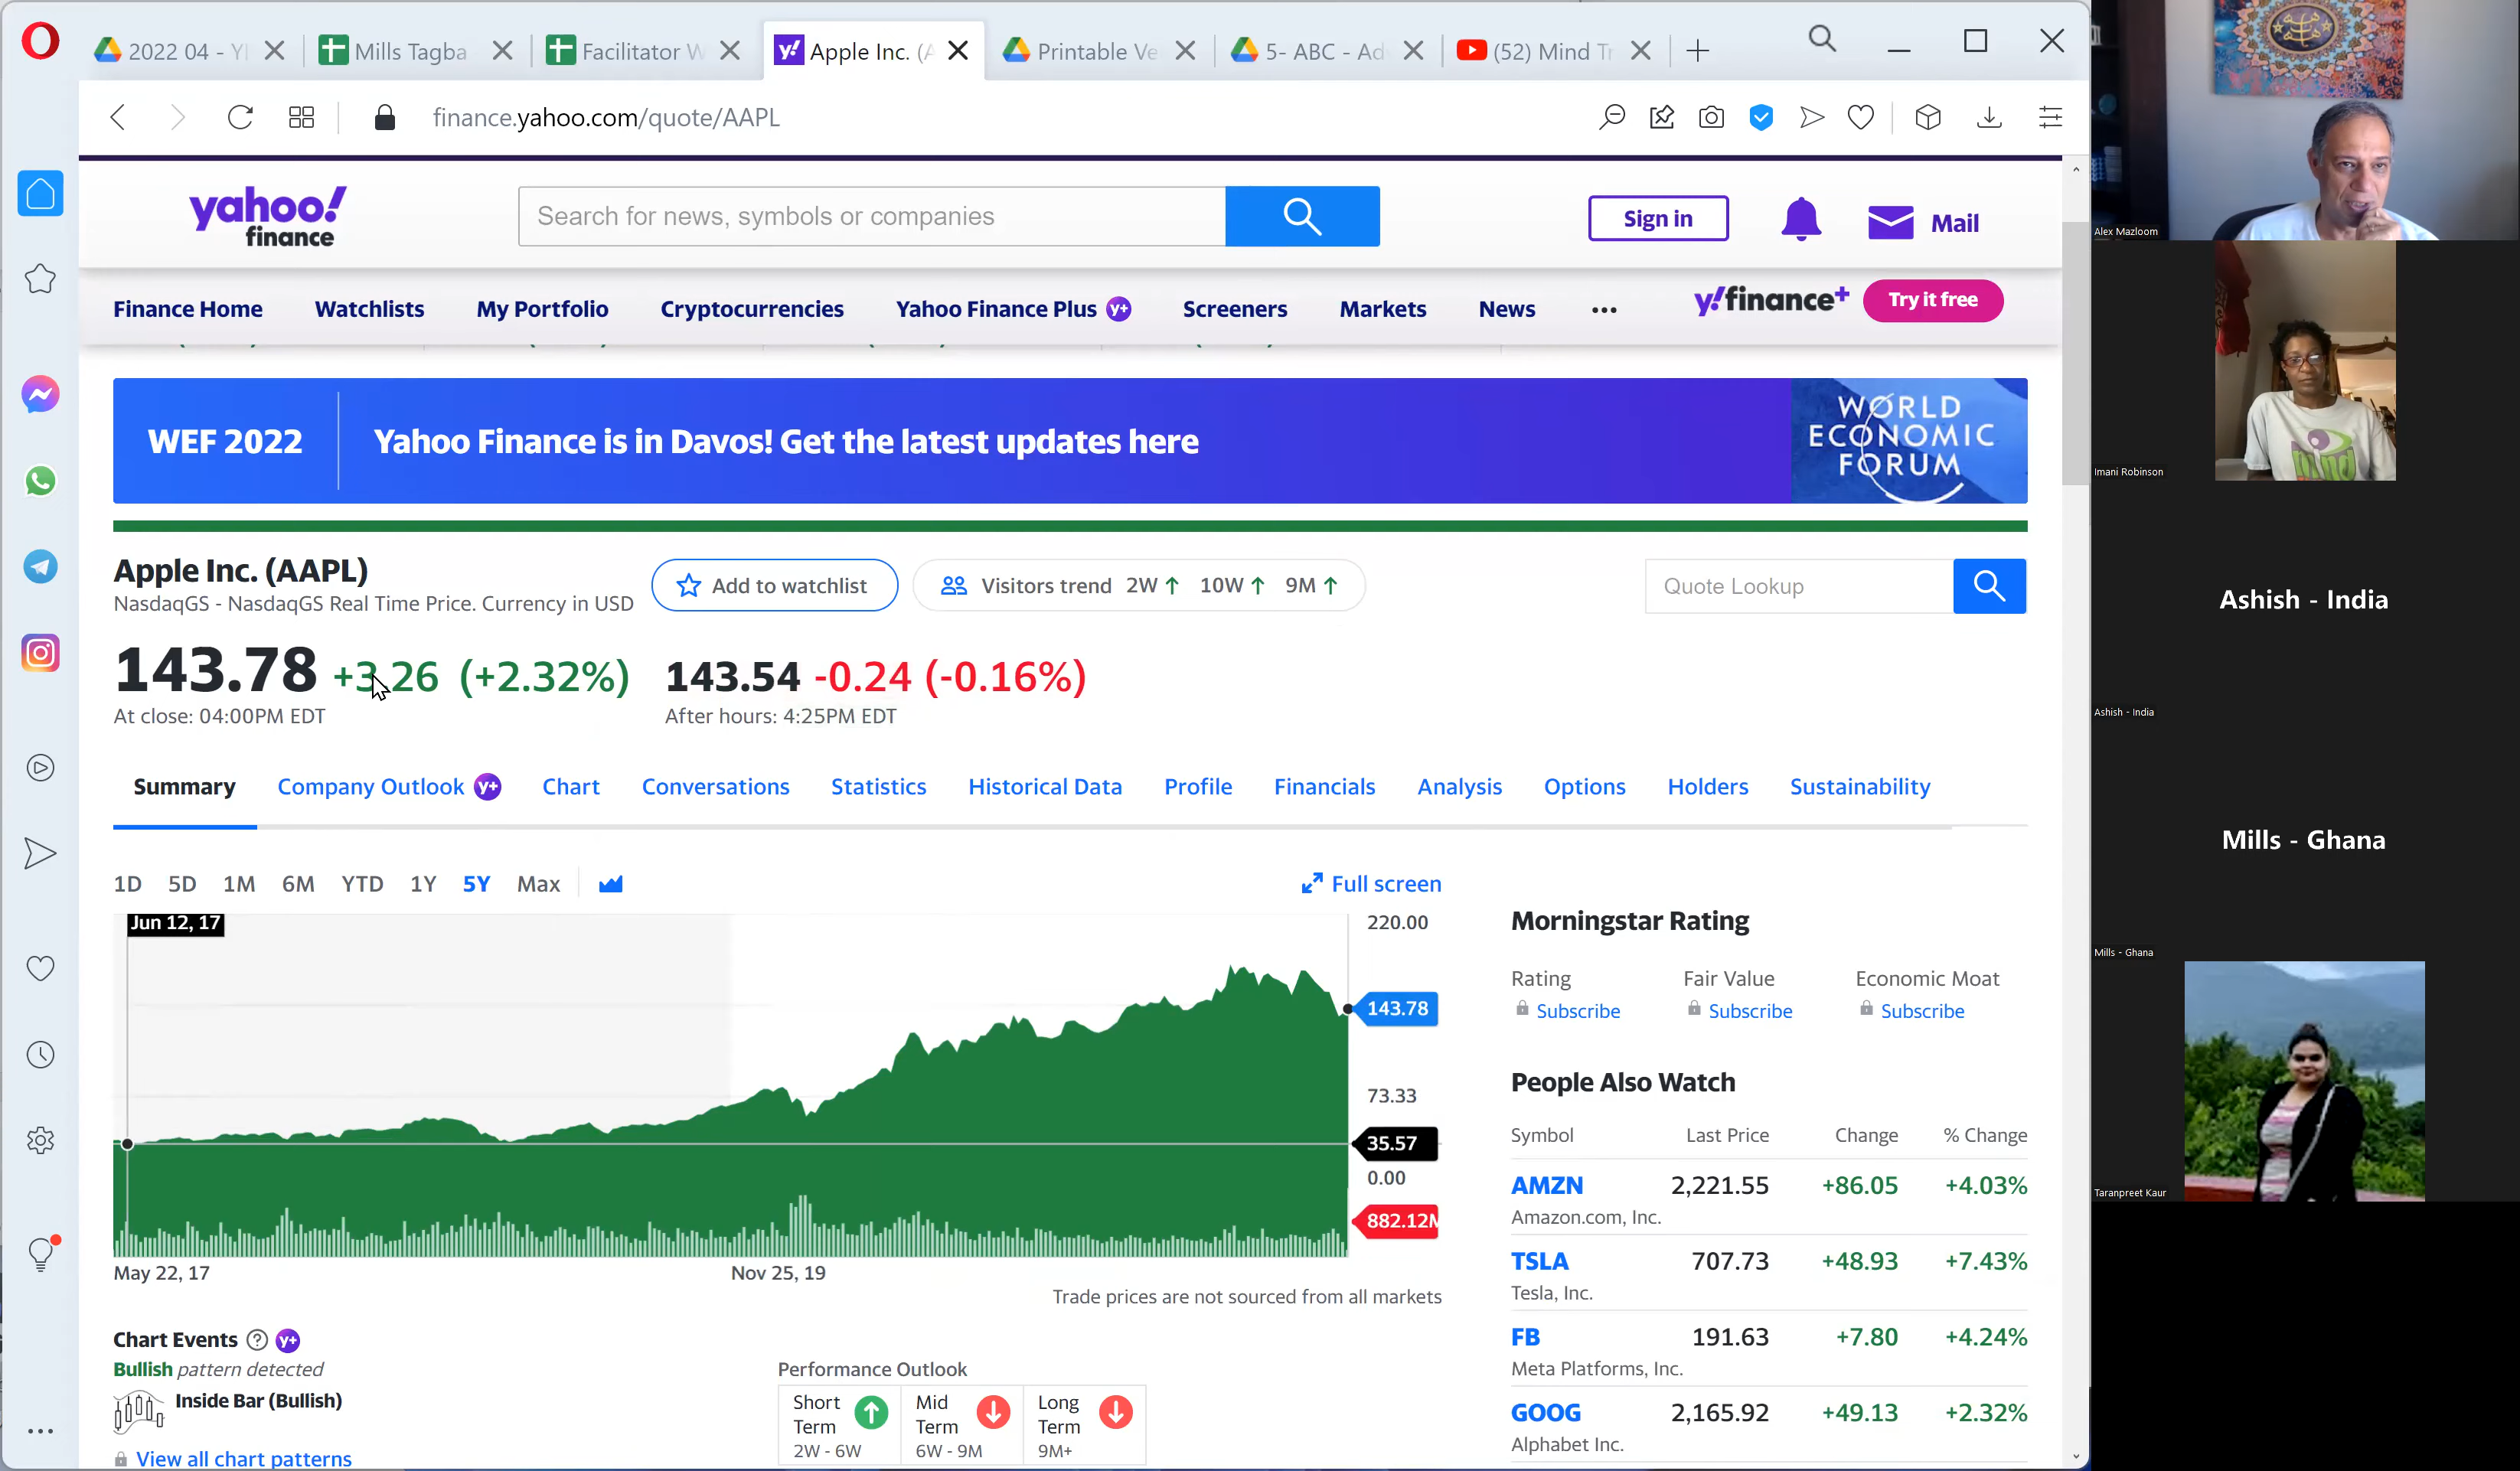 2022 04 - Y
Mills Tagba
Facilitator W
Apple Inc. (A
Printable Ve
5- ABC - Ad
(52) Mind T
finance.yahoo.com/quote/AAPL
yahoo!
finance
Search for news, symbols or companies
Sign in
Mail
Finance Home
Watchlists
My Portfolio
Cryptocurrencies
Yahoo Finance Plus y+
Screeners
Markets
News
...
y!finance+
Try it free
WEF 2022
Yahoo Finance is in Davos! Get the latest updates here
WORLD
ECONOMIC
FORUM
Apple Inc. (AAPL)
NasdaqGS - NasdaqGS Real Time Price. Currency in USD
Add to watchlist
Visitors trend 2W↑ 10W↑ 9M↑
Quote Lookup
143.78 +3.26 (+2.32%)
At close: 04:00PM EDT
143.54 -0.24 (-0.16%)
After hours: 4:25PM EDT
Summary
Company Outlook y+
Chart
Conversations
Statistics
Historical Data
Profile
Financials
Analysis
Options
Holders
Sustainability
1D 5D 1M 6M YTD 1Y 5Y Max
Full screen
Jun 12, 17
220.00
143.78
73.33
35.57
0.00
882.12M
May 22, 17
Nov 25, 19
Trade prices are not sourced from all markets
Chart Events ? y+
Bullish pattern detected
Inside Bar (Bullish)
View all chart patterns
Performance Outlook
Short
Term
2W - 6W
Mid
Term
6W - 9M
Long
Term
9M+
Morningstar Rating
Rating
Subscribe
Fair Value
Subscribe
Economic Moat
Subscribe
People Also Watch
Symbol Last Price Change % Change
AMZN 2,221.55 +86.05 +4.03%
Amazon.com, Inc.
TSLA 707.73 +48.93 +7.43%
Tesla, Inc.
FB 191.63 +7.80 +4.24%
Meta Platforms, Inc.
GOOG 2,165.92 +49.13 +2.32%
Alphabet Inc.
Alex Mazloom
Imani Robinson
Ashish - India
Ashish - India
Mills - Ghana
Mills - Ghana
Taranpreet Kaur